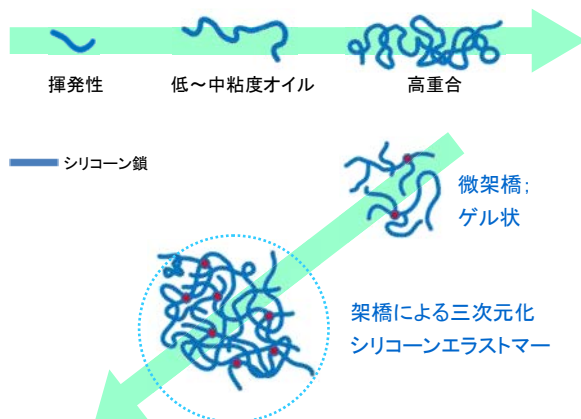 揮発性
低～中粘度オイル
高重合
シリコーン鎖
微架橋;
ゲル状
架橋による三次元化
シリコーンエラストマー